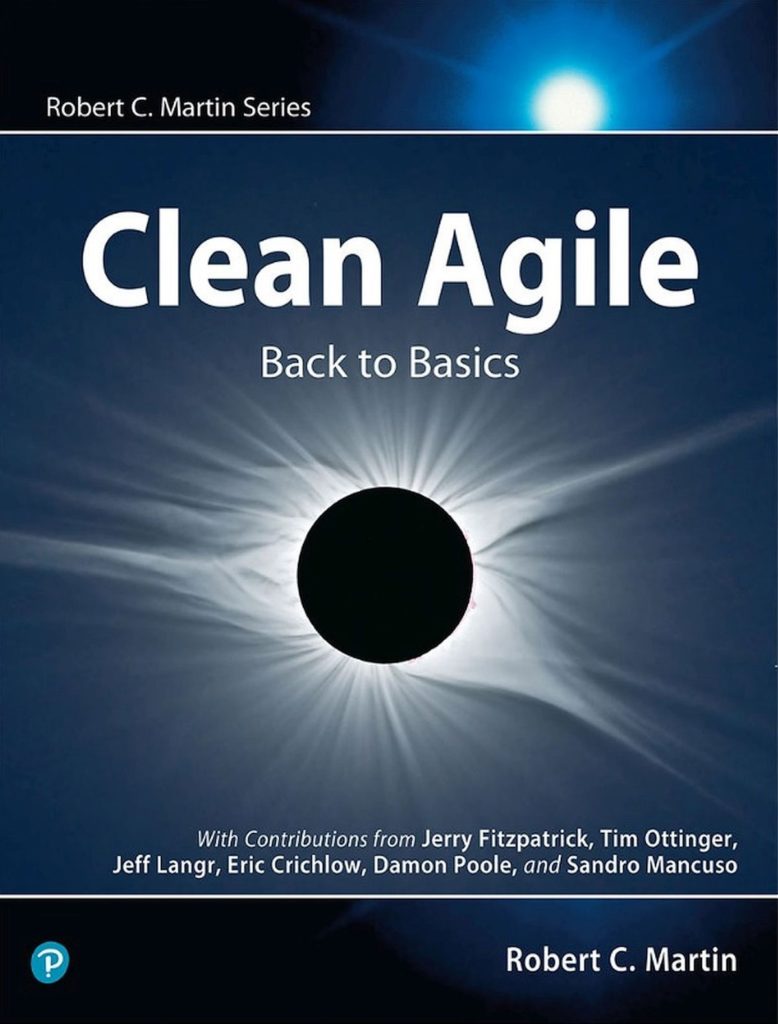 Robert C. Martin Series
Clean Agile
Back to Basics
With Contributions from Jerry Fitzpatrick, Tim Ottinger,
Jeff Langr, Eric Crichlow, Damon Poole, and Sandro Mancuso
P
Robert C. Martin